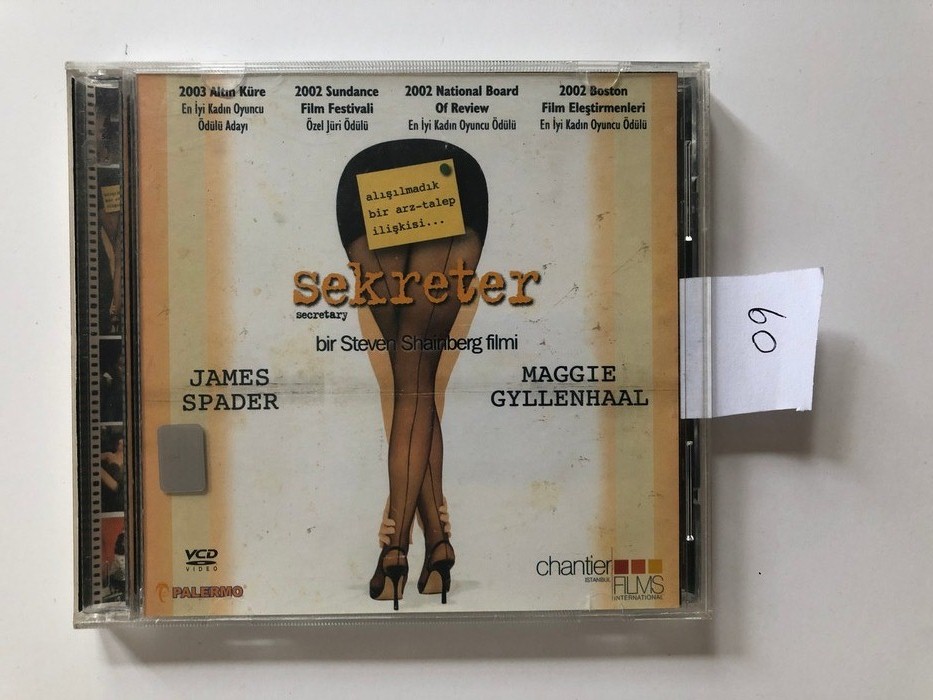 2003 Altın Küre
En İyi Kadın Oyuncu
Ödülü Adayı
2002 Sundance
Film Festivali
Özel Jüri Ödülü
2002 National Board
Of Review
En İyi Kadın Oyuncu Ödülü
2002 Boston
Film Eleştirmenleri
En İyi Kadın Oyuncu Ödülü
alışılmadık
bir arz-talep
ilişkisi...
sekreter
secretary
bir Steven Shainberg filmi
JAMES
SPADER
MAGGIE
GYLLENHAAL
VCD
VIDEO
PALERMO
chantier
ISTANBUL
FILMS
INTERNATIONAL